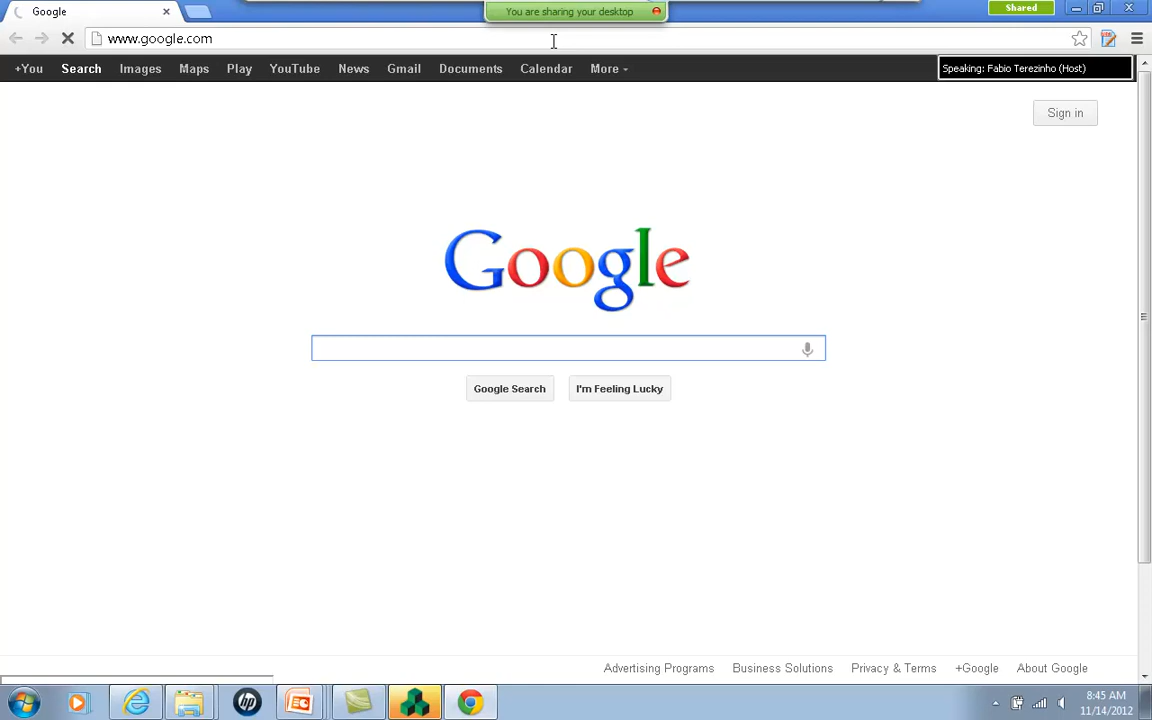 Google
You are sharing your desktop
Shared
www.google.com
+You Search Images Maps Play YouTube News Gmail Documents Calendar More
Speaking: Fabio Terezinho (Host)
Sign in
Google
Google Search I'm Feeling Lucky
Advertising Programs Business Solutions Privacy & Terms +Google About Google
hp
8:45 AM
11/14/2012